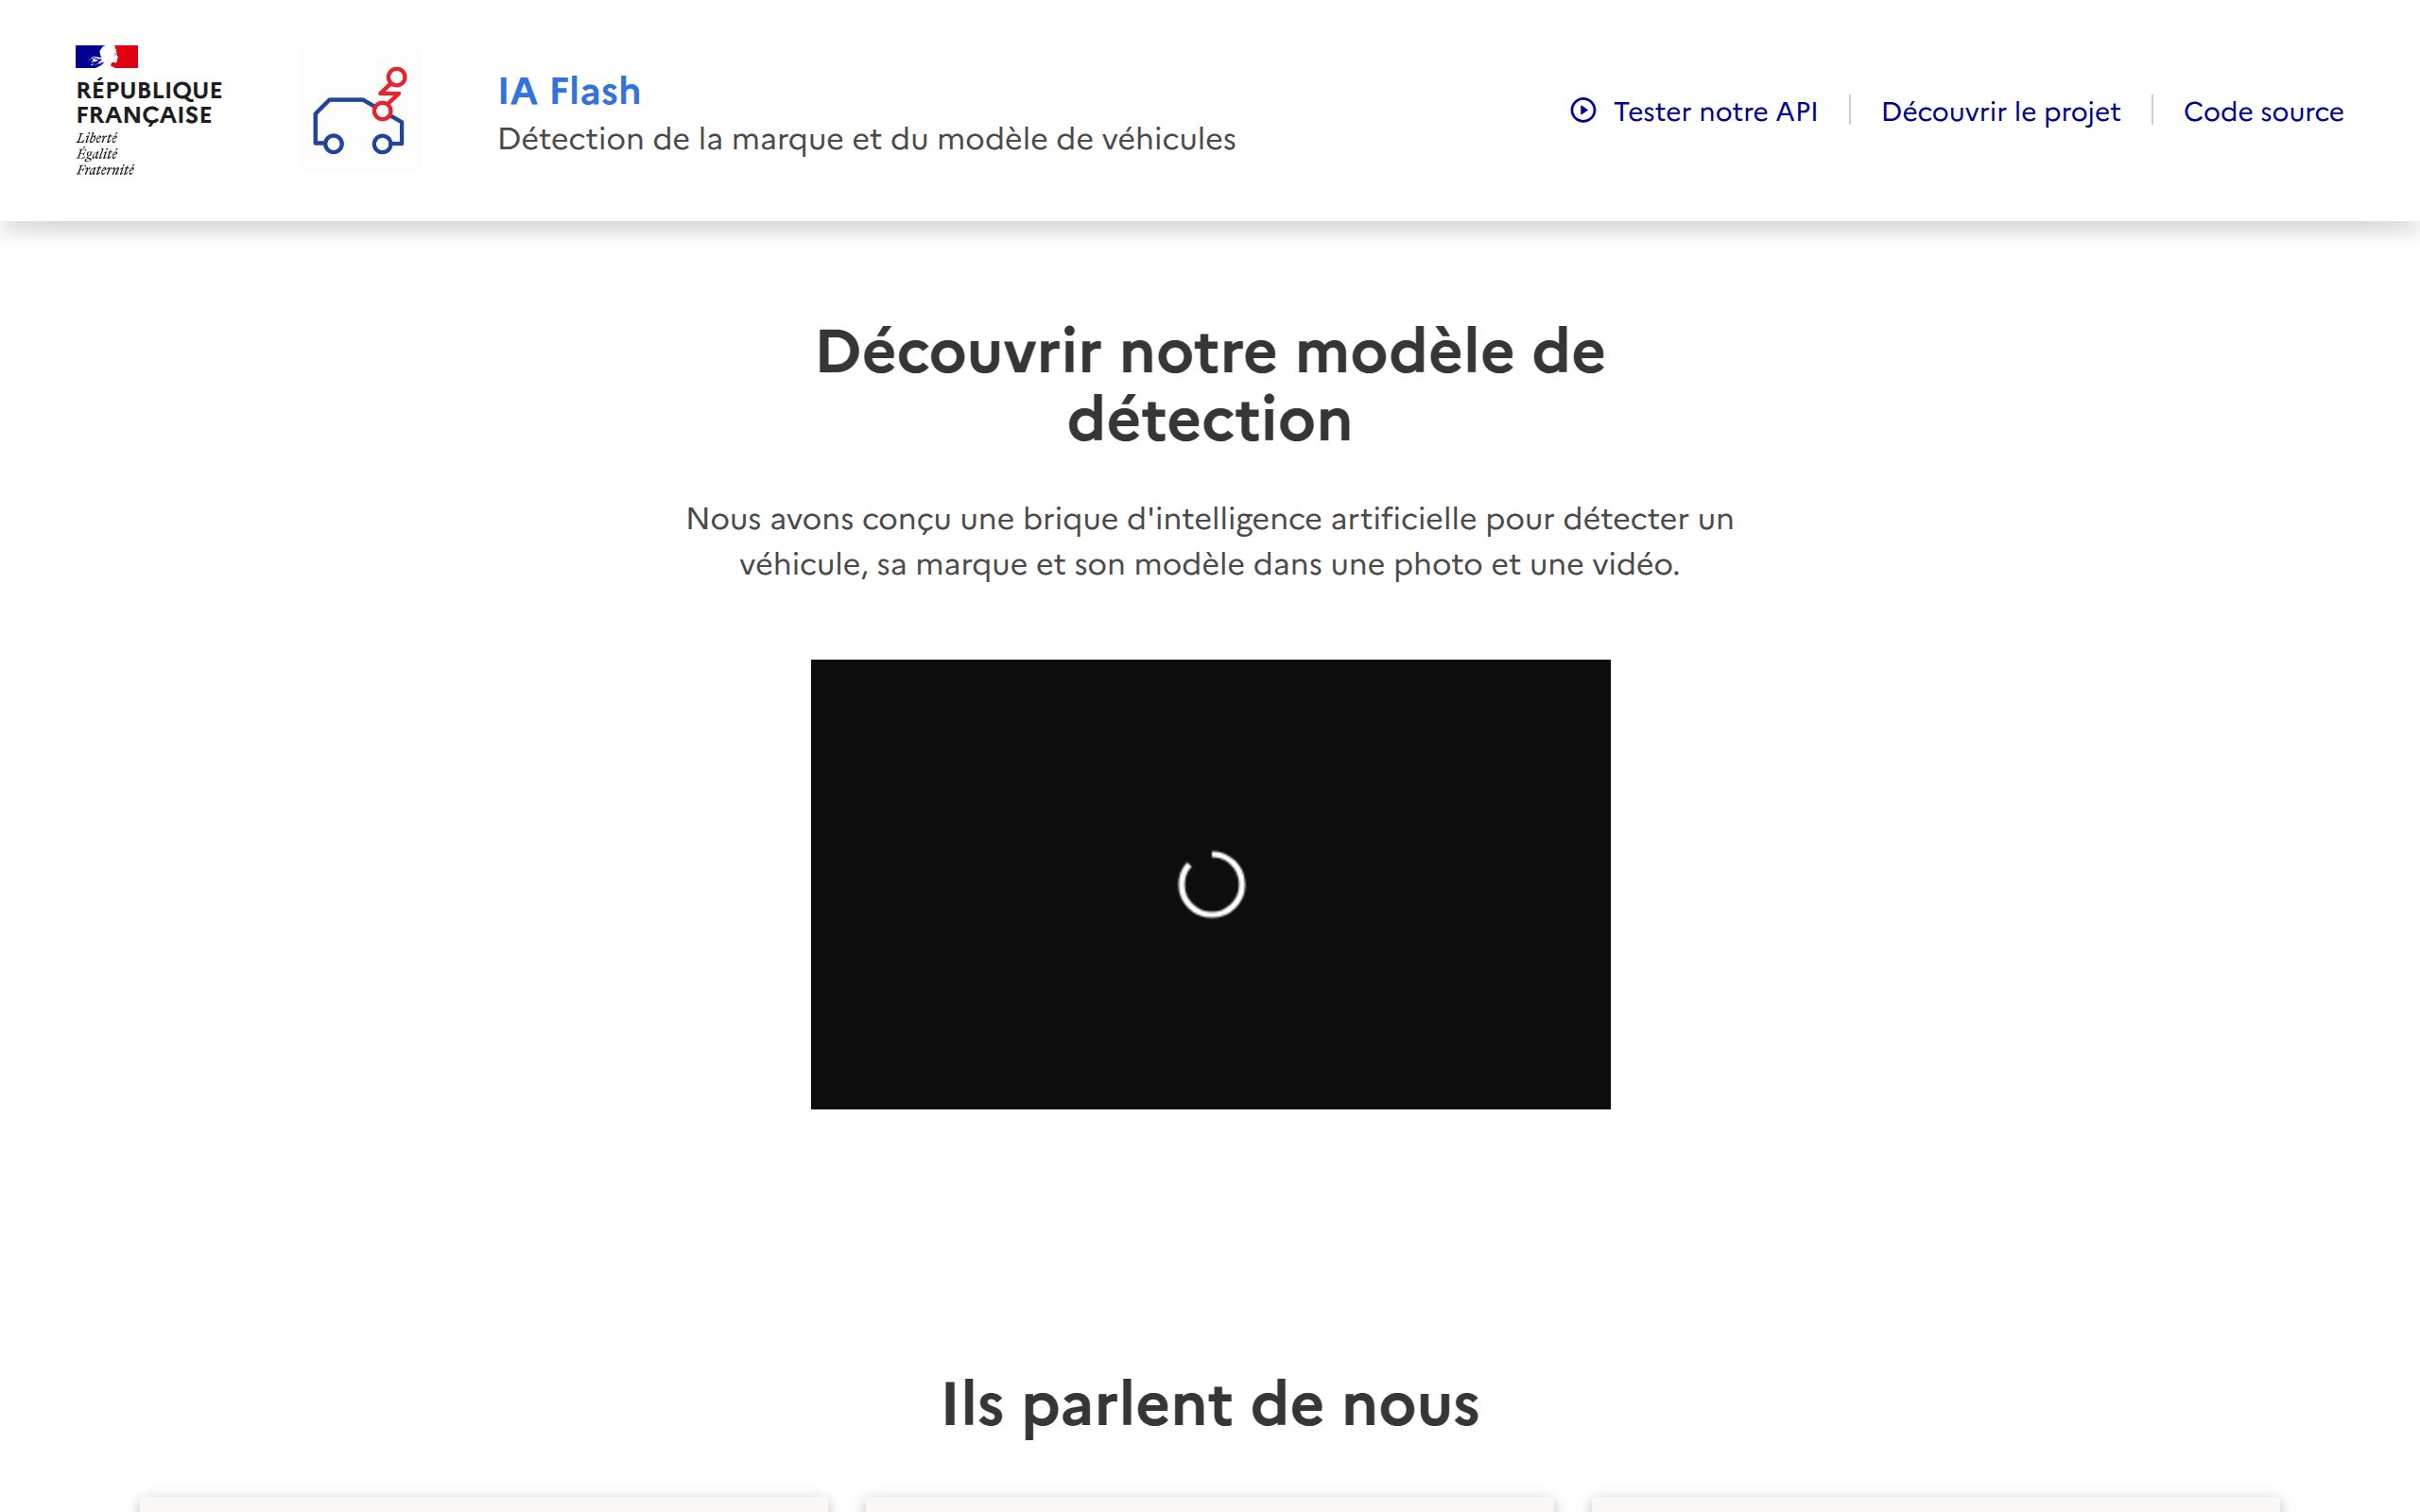 RÉPUBLIQUE
FRANÇAISE
Liberté
Égalité
Fraternité
IA Flash
Détection de la marque et du modèle de véhicules
Tester notre API
Découvrir le projet
Code source
Découvrir notre modèle de
détection
Nous avons conçu une brique d'intelligence artificielle pour détecter un
véhicule, sa marque et son modèle dans une photo et une vidéo.
Ils parlent de nous